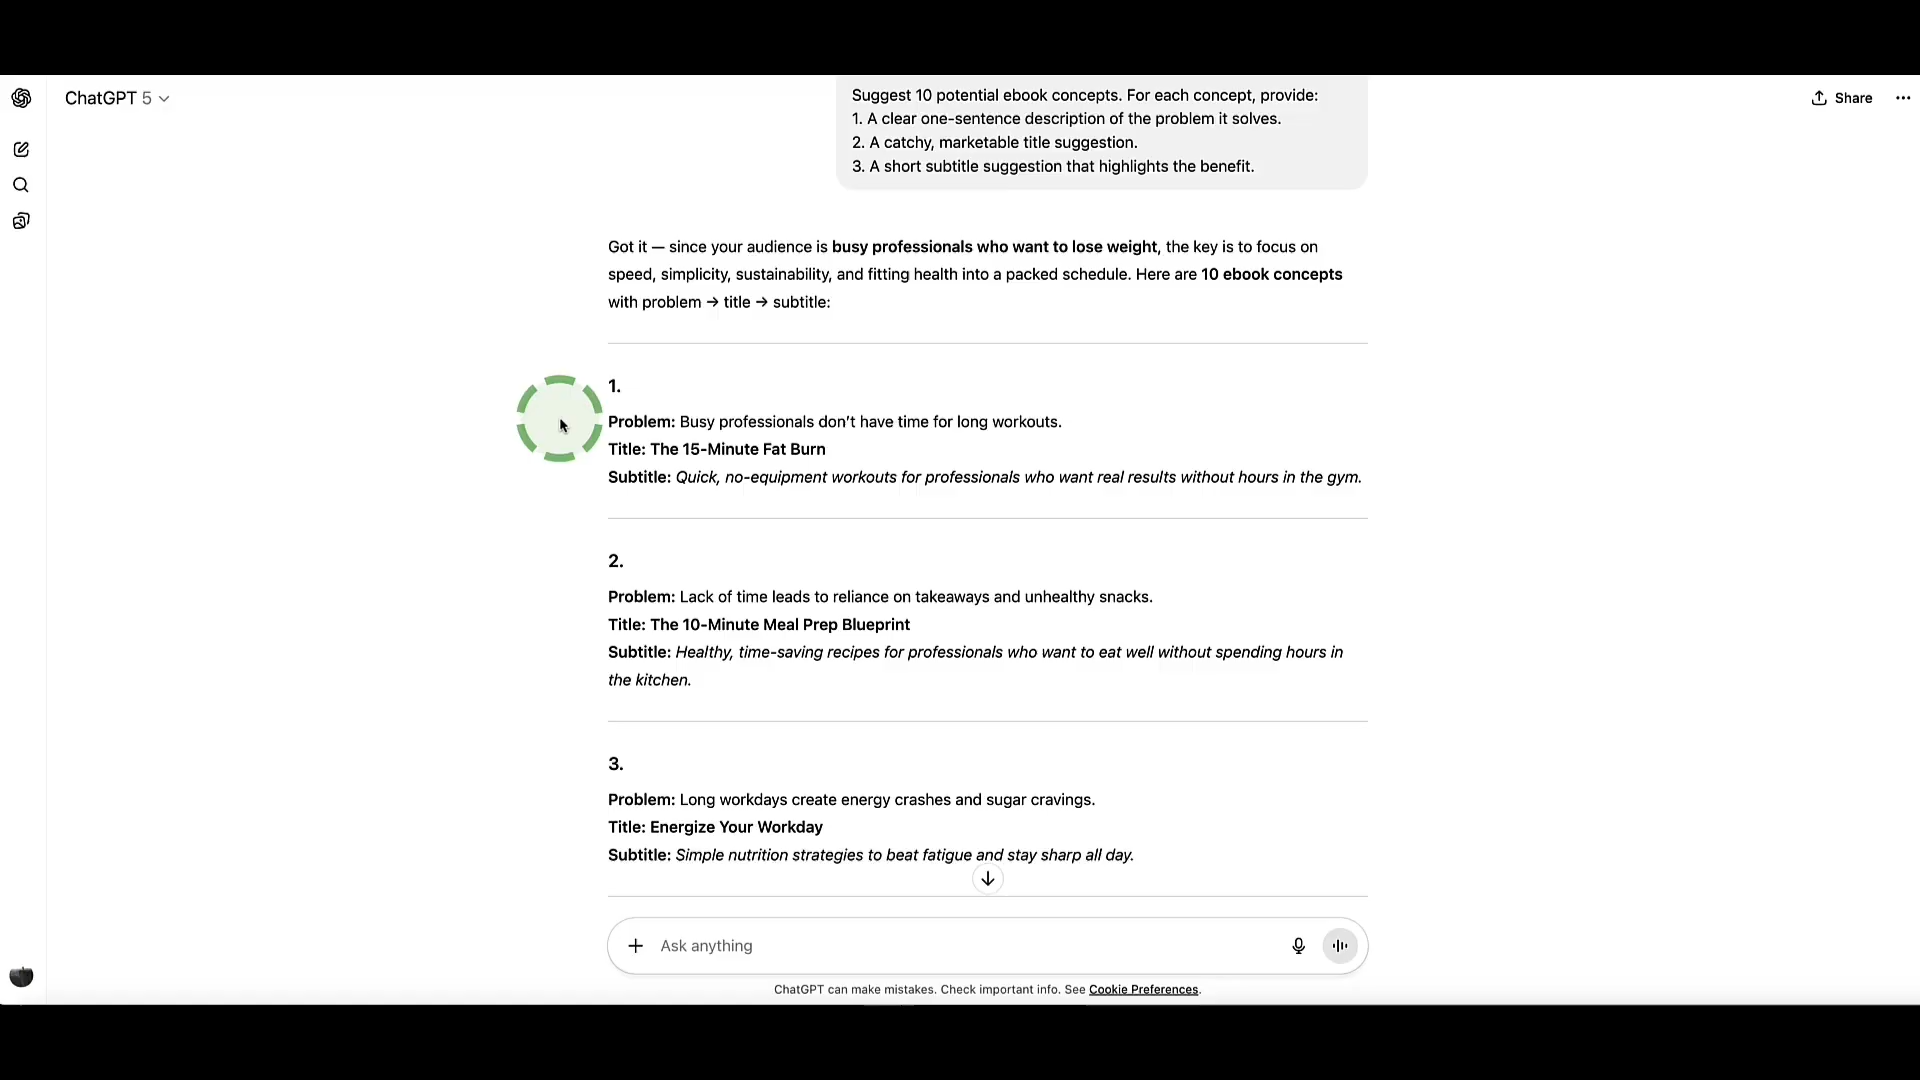 ChatGPT 5
Share
Suggest 10 potential ebook concepts. For each concept, provide:
1. A clear one-sentence description of the problem it solves.
2. A catchy, marketable title suggestion.
3. A short subtitle suggestion that highlights the benefit.
Got it — since your audience is busy professionals who want to lose weight, the key is to focus on
speed, simplicity, sustainability, and fitting health into a packed schedule. Here are 10 ebook concepts
with problem → title → subtitle:
1.
Problem: Busy professionals don’t have time for long workouts.
Title: The 15-Minute Fat Burn
Subtitle: Quick, no-equipment workouts for professionals who want real results without hours in the gym.
2.
Problem: Lack of time leads to reliance on takeaways and unhealthy snacks.
Title: The 10-Minute Meal Prep Blueprint
Subtitle: Healthy, time-saving recipes for professionals who want to eat well without spending hours in
the kitchen.
3.
Problem: Long workdays create energy crashes and sugar cravings.
Title: Energize Your Workday
Subtitle: Simple nutrition strategies to beat fatigue and stay sharp all day.
Ask anything
ChatGPT can make mistakes. Check important info. See Cookie Preferences.